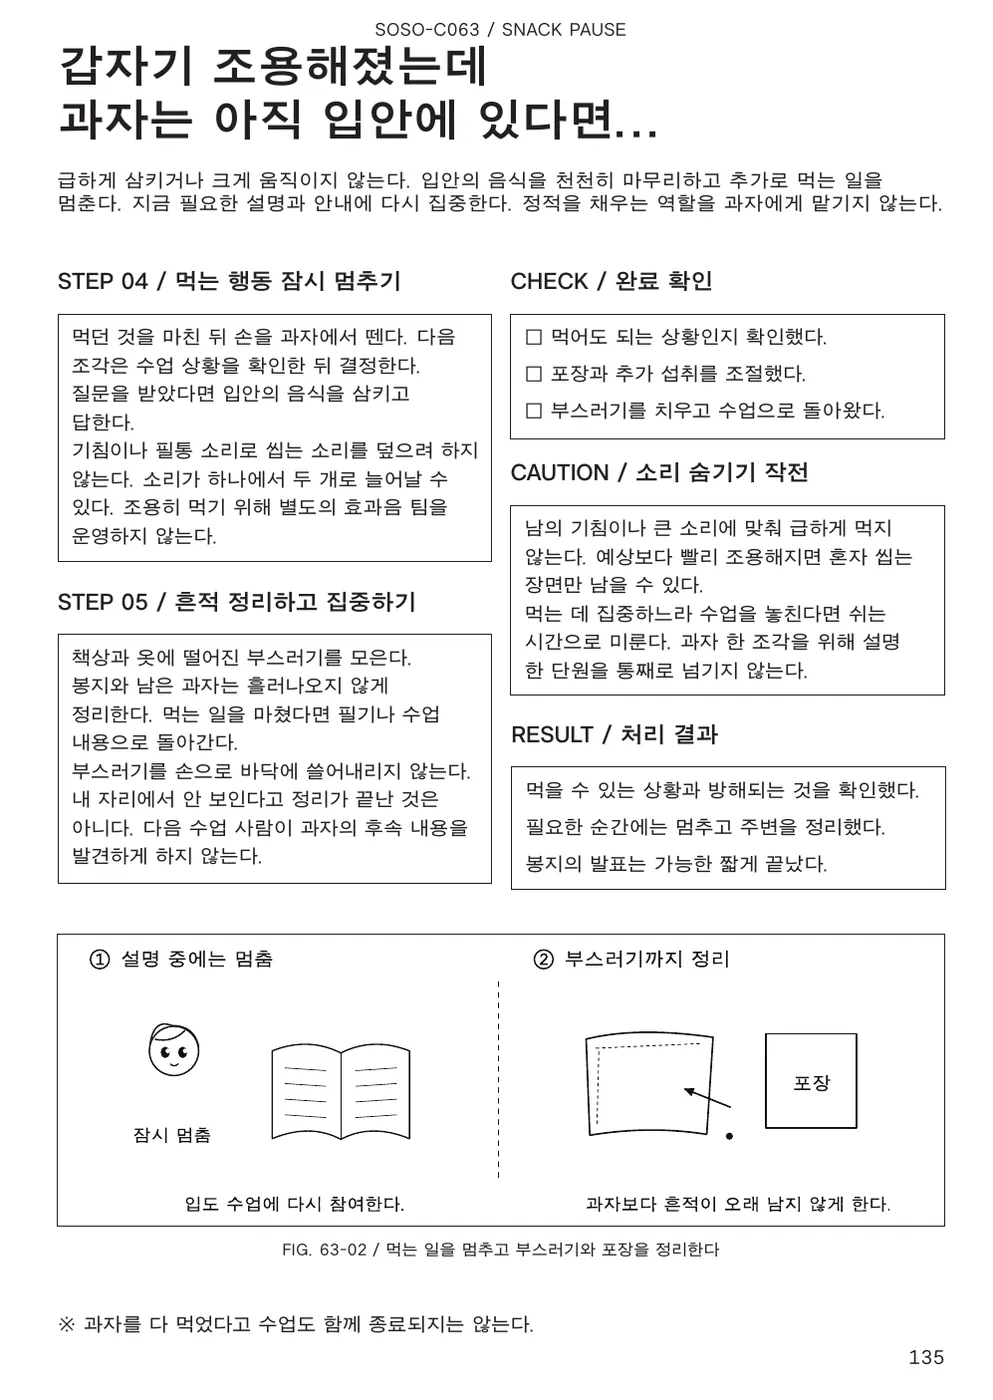 SOSO-C063 / SNACK PAUSE
갑자기 조용해졌는데
과자는 아직 입안에 있다면...
급하게 삼키거나 크게 움직이지 않는다. 입안의 음식을 천천히 마무리하고 추가로 먹는 일을
멈춘다. 지금 필요한 설명과 안내에 다시 집중한다. 정적을 채우는 역할을 과자에게 맡기지 않는다.
STEP 04 / 먹는 행동 잠시 멈추기
먹던 것을 마친 뒤 손을 과자에서 뗀다. 다음
조각은 수업 상황을 확인한 뒤 결정한다.
질문을 받았다면 입안의 음식을 삼키고
답한다.
기침이나 필통 소리로 씹는 소리를 덮으려 하지
않는다. 소리가 하나에서 두 개로 늘어날 수
있다. 조용히 먹기 위해 별도의 효과음 팀을
운영하지 않는다.
STEP 05 / 흔적 정리하고 집중하기
책상과 옷에 떨어진 부스러기를 모은다.
봉지와 남은 과자는 흘러나오지 않게
정리한다. 먹는 일을 마쳤다면 필기나 수업
내용으로 돌아간다.
부스러기를 손으로 바닥에 쓸어내리지 않는다.
내 자리에서 안 보인다고 정리가 끝난 것은
아니다. 다음 수업 사람이 과자의 후속 내용을
발견하게 하지 않는다.
CHECK / 완료 확인
□ 먹어도 되는 상황인지 확인했다.
□ 포장과 추가 섭취를 조절했다.
□ 부스러기를 치우고 수업으로 돌아왔다.
CAUTION / 소리 숨기기 작전
남의 기침이나 큰 소리에 맞춰 급하게 먹지
않는다. 예상보다 빨리 조용해지면 혼자 씹는
장면만 남을 수 있다.
먹는 데 집중하느라 수업을 놓친다면 쉬는
시간으로 미룬다. 과자 한 조각을 위해 설명
한 단원을 통째로 넘기지 않는다.
RESULT / 처리 결과
먹을 수 있는 상황과 방해되는 것을 확인했다.
필요한 순간에는 멈추고 주변을 정리했다.
봉지의 발표는 가능한 짧게 끝났다.
① 설명 중에는 멈춤
잠시 멈춤
입도 수업에 다시 참여한다.
② 부스러기까지 정리
포장
과자보다 흔적이 오래 남지 않게 한다.
FIG. 63-02 / 먹는 일을 멈추고 부스러기와 포장을 정리한다
※ 과자를 다 먹었다고 수업도 함께 종료되지는 않는다.
135